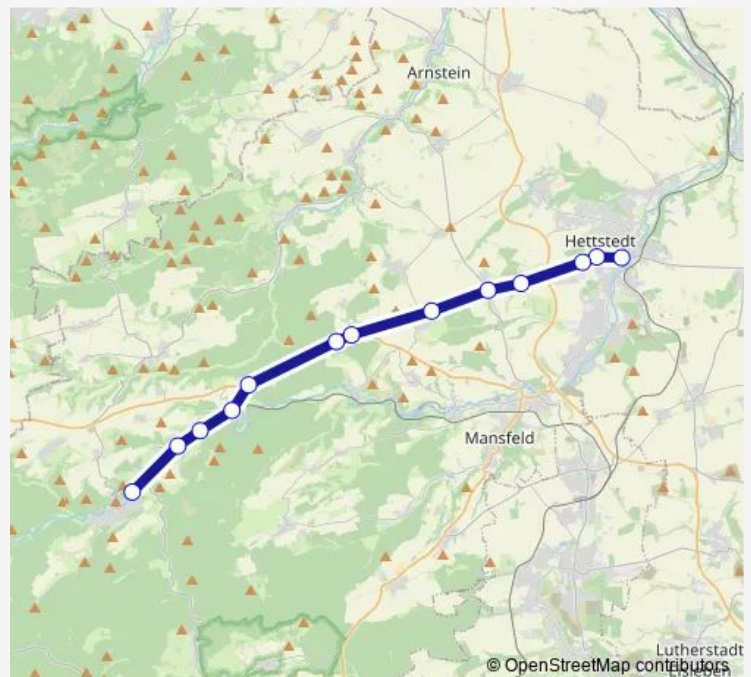 Arnstein
Hettstedt
Mansfeld
Lutherstadt
Eisleben
© OpenStreetMap contributors